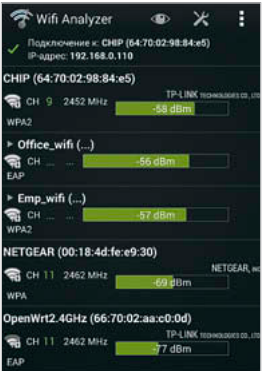 Wifi Analyzer
Подключение к: CHIP (64:70:02:98:84:e5)
IP-адрес: 192.168.0.110
CHIP (64:70:02:98:84:e5)
TP-LINK TECHNOLOGIES CO., LTD
CH 9 2452 MHz -58 dBm
WPA2
Office_wifi (...)
CH ... ... -56 dBm
EAP
Emp_wifi (...)
CH ... ... -57 dBm
WPA2
NETGEAR (00:18:4d:fe:e9:30)
NETGEAR,
CH 11 2462 MHz -69 dBm
WPA
OpenWrt2.4GHz (66:70:02:aa:c0:0d)
TP-LINK TECHNOLOGIES CO., LTD
CH 11 2462 MHz -77 dBm
EAP